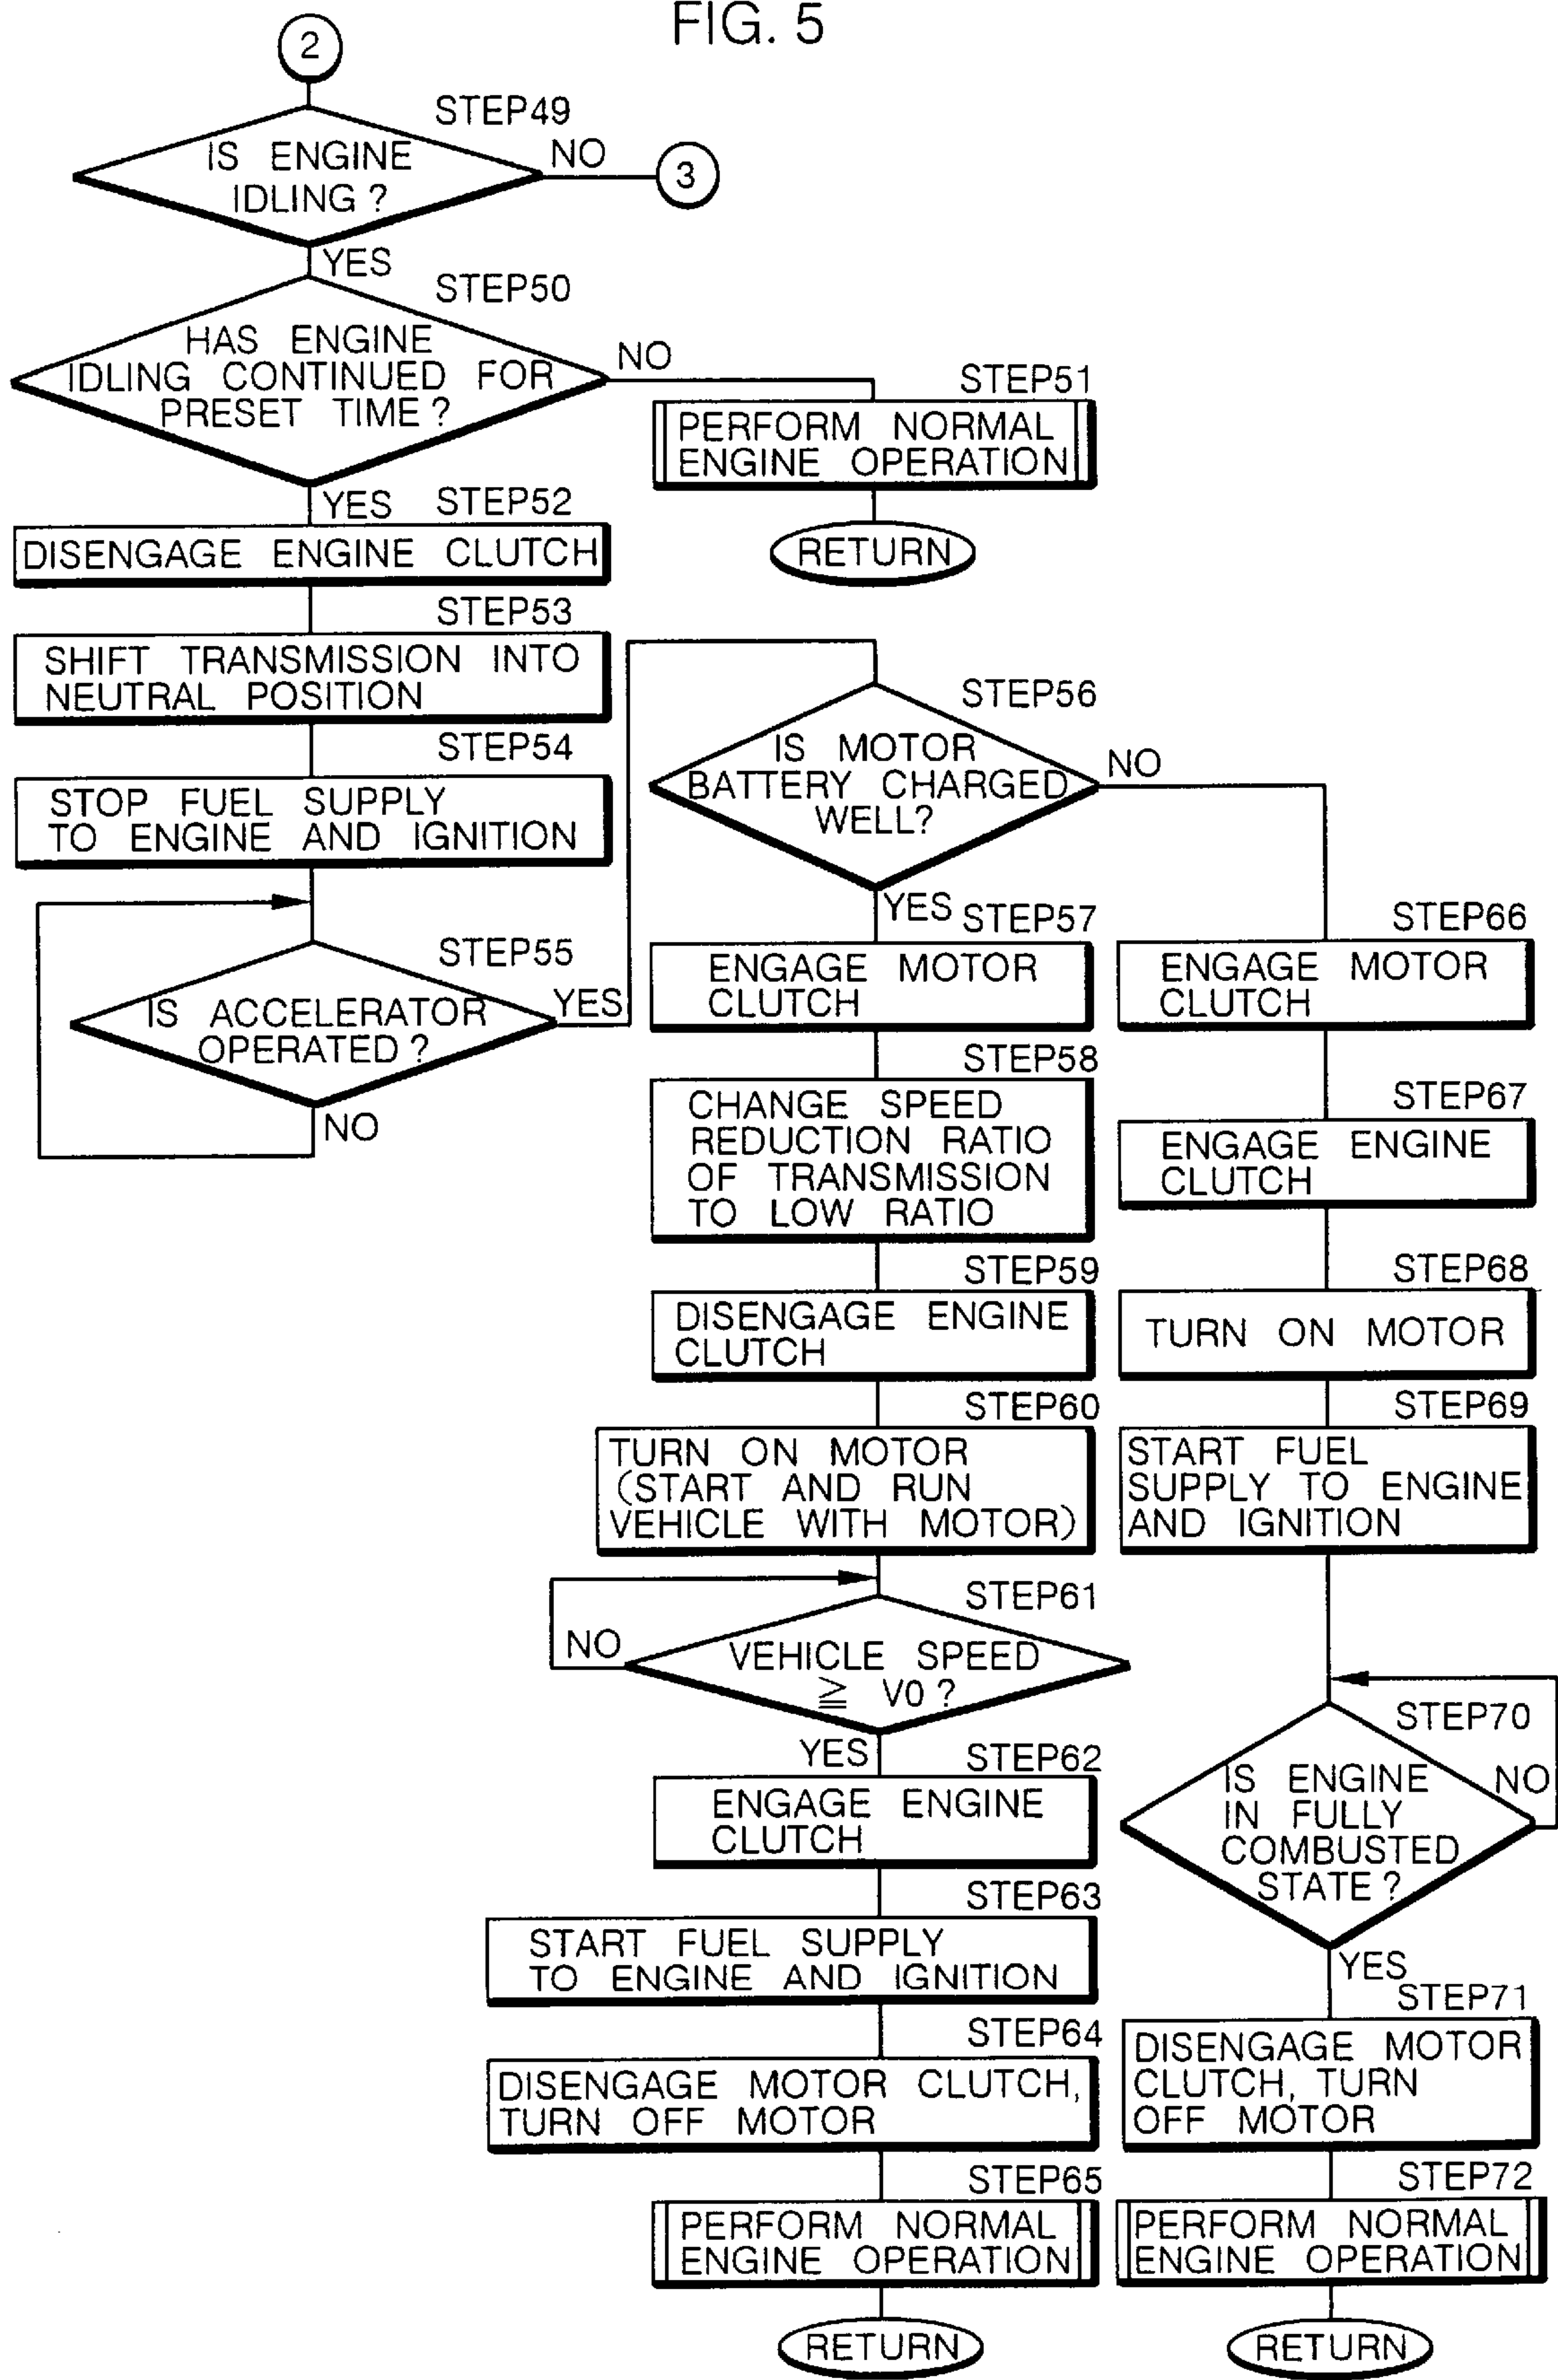 FIG. 5
2
STEP49
IS ENGINE
IDLING ?
NO
3
YES
STEP50
HAS ENGINE
IDLING CONTINUED FOR
PRESET TIME ?
NO
STEP51
PERFORM NORMAL
ENGINE OPERATION
RETURN
YES
STEP52
DISENGAGE ENGINE CLUTCH
STEP53
SHIFT TRANSMISSION INTO
NEUTRAL POSITION
STEP54
STOP FUEL SUPPLY
TO ENGINE AND IGNITION
STEP55
IS ACCELERATOR
OPERATED ?
YES
NO
STEP56
IS MOTOR
BATTERY CHARGED
WELL?
NO
YES
STEP57
ENGAGE MOTOR
CLUTCH
STEP58
CHANGE SPEED
REDUCTION RATIO
OF TRANSMISSION
TO LOW RATIO
STEP59
DISENGAGE ENGINE
CLUTCH
STEP60
TURN ON MOTOR
(START AND RUN
VEHICLE WITH MOTOR)
STEP61
NO
VEHICLE SPEED
≧ V0 ?
YES
STEP62
ENGAGE ENGINE
CLUTCH
STEP63
START FUEL SUPPLY
TO ENGINE AND IGNITION
STEP64
DISENGAGE MOTOR CLUTCH,
TURN OFF MOTOR
STEP65
PERFORM NORMAL
ENGINE OPERATION
RETURN
STEP66
ENGAGE MOTOR
CLUTCH
STEP67
ENGAGE ENGINE
CLUTCH
STEP68
TURN ON MOTOR
STEP69
START FUEL
SUPPLY TO ENGINE
AND IGNITION
STEP70
IS ENGINE
IN FULLY
COMBUSTED
STATE ?
NO
YES
STEP71
DISENGAGE MOTOR
CLUTCH, TURN
OFF MOTOR
STEP72
PERFORM NORMAL
ENGINE OPERATION
RETURN